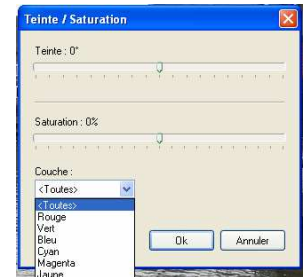 Teinte / Saturation
Teinte : 0°
Saturation : 0%
Couche :
<Toutes>
<Toutes>
Rouge
Vert
Bleu
Cyan
Magenta
Jaune
Ok
Annuler